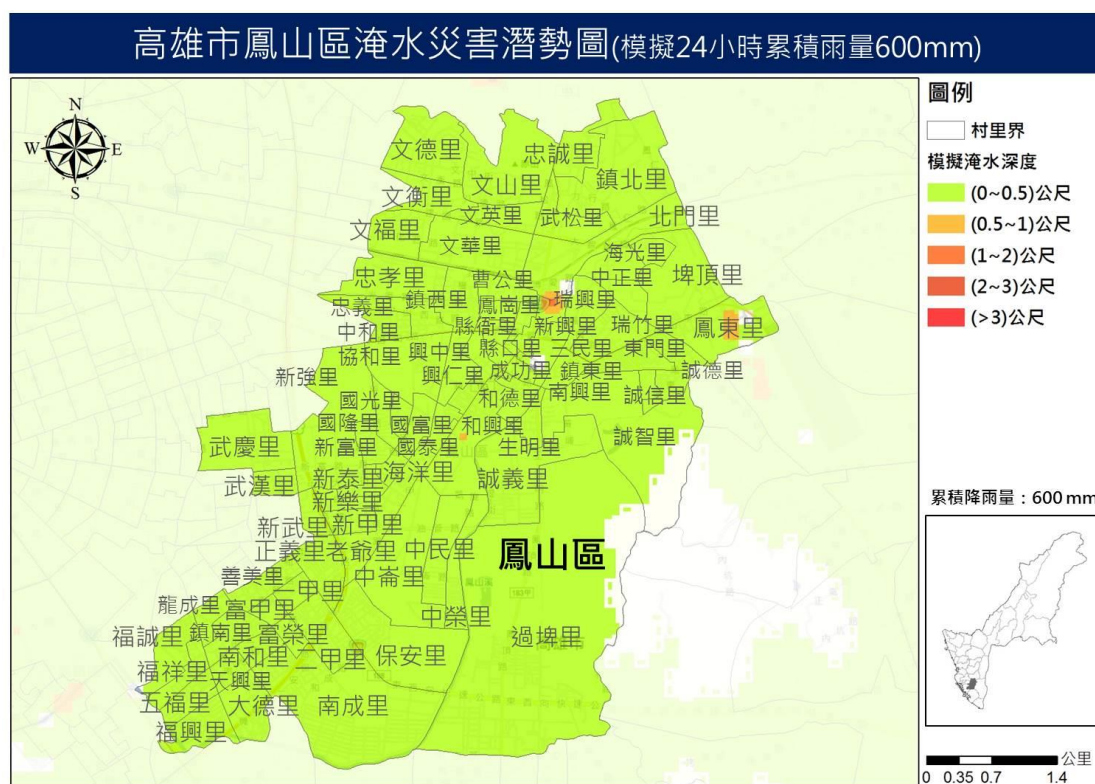 高雄市鳳山區淹水災害潛勢圖(模擬24小時累積雨量600mm)
圖例
村里界
模擬淹水深度
(0~0.5)公尺
(0.5~1)公尺
(1~2)公尺
(2~3)公尺
(>3)公尺
N
W E
S
文德里
忠誠里
文山里
鎮北里
文衡里
文英里
武松里
北門里
文福里
文華里
海光里
忠孝里
曹公里
中正里
埤頂里
鎮西里
鳳崗里
瑞興里
忠義里
中和里
縣衙里
新興里
瑞竹里
鳳東里
協和里
興中里
縣口里
三民里
東門里
新強里
興仁里
成功里
鎮東里
誠德里
國光里
和德里
南興里
誠信里
國隆里
國富里
和興里
誠智里
武慶里
新富里
國泰里
生明里
武漢里
新泰里
海洋里
誠義里
新樂里
新武里
新甲里
正義里
老爺里
中民里
鳳山區
善美里
一甲里
中崙里
龍成里
富甲里
中榮里
福誠里
鎮南里
富榮里
過埤里
福祥里
南和里
二甲里
保安里
天興里
五福里
大德里
南成里
福興里
累積降雨量：600 mm
公里
0 0.35 0.7 1.4